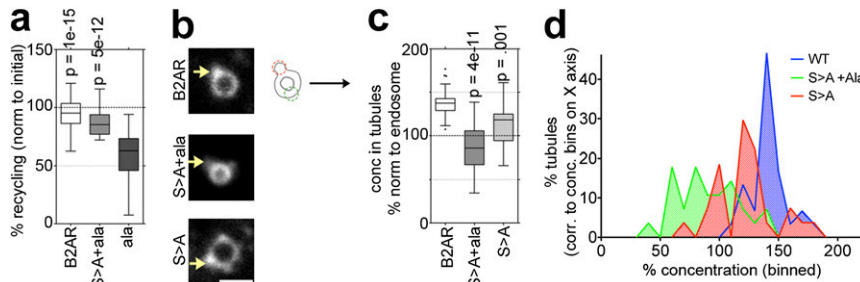 a
% recycling (norm to initial)
150
100
50
0
p = 1e-15
p = 5e-12
B2AR
S>A+ala
ala
b
B2AR
S>A+ala
S>A
c
conc in tubules
% norm to endosome
200
150
100
0
p = 4e-11
p = .001
B2AR
S>A+ala
S>A
d
WT
S>A +Ala
S>A
% tubules
(corr. to conc. bins on X axis)
40
30
20
10
0
0
50
100
150
200
% concentration (binned)